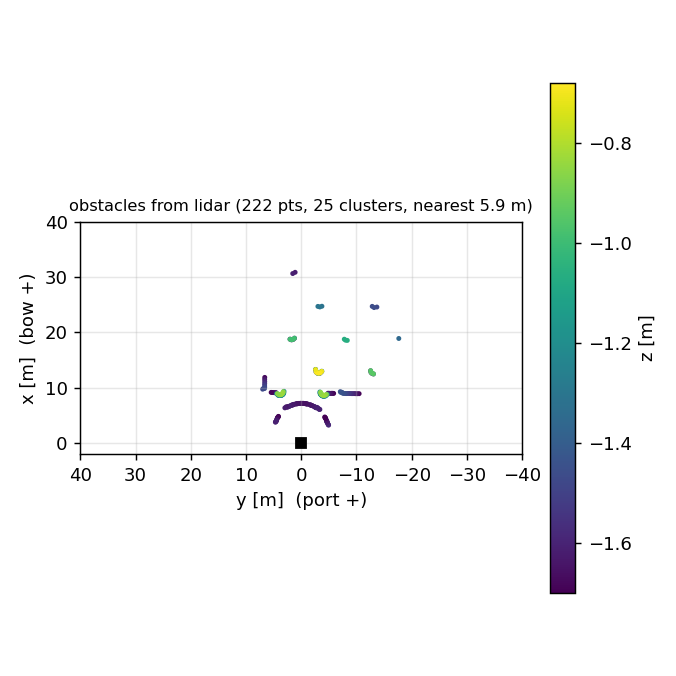 obstacles from lidar (222 pts, 25 clusters, nearest 5.9 m)
40
30
20
10
0
x [m]  (bow +)
40 30 20 10 0 −10 −20 −30 −40
y [m]  (port +)
−0.8
−1.0
−1.2
−1.4
−1.6
z [m]